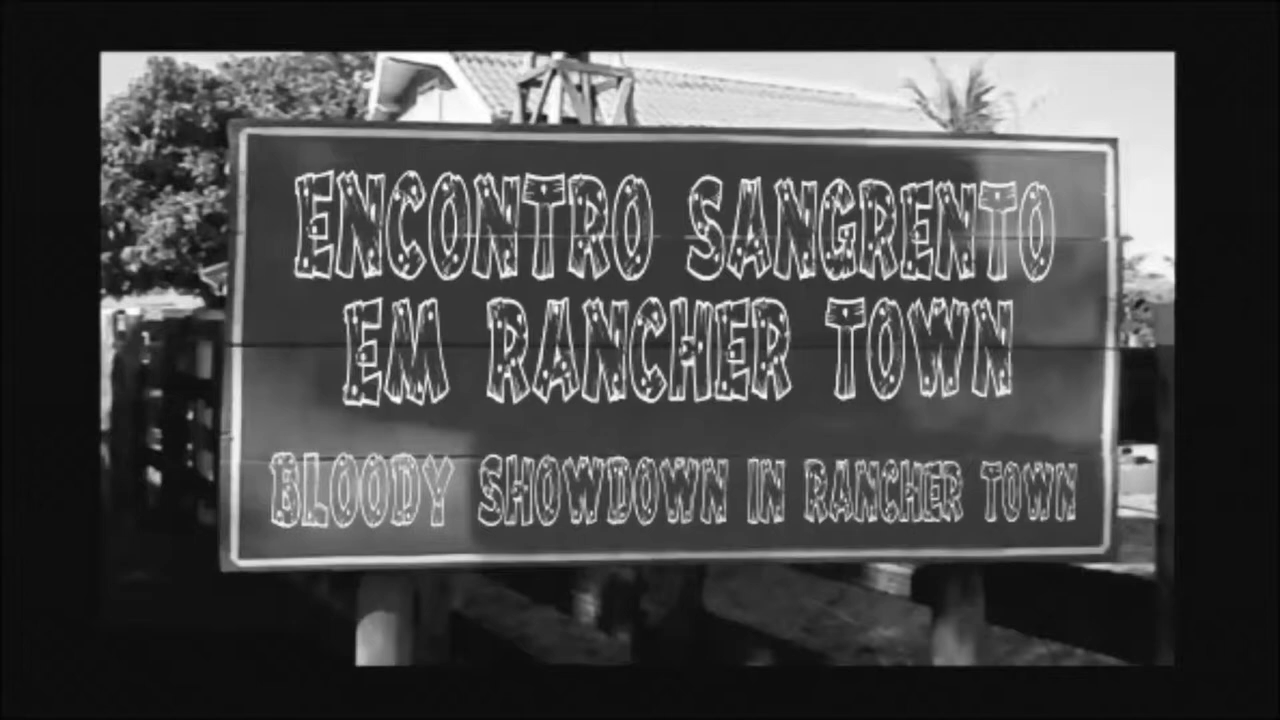 ENCONTRO SANGRENTO
EM RANCHER TOWN
BLOODY SHOWDOWN IN RANCHER TOWN